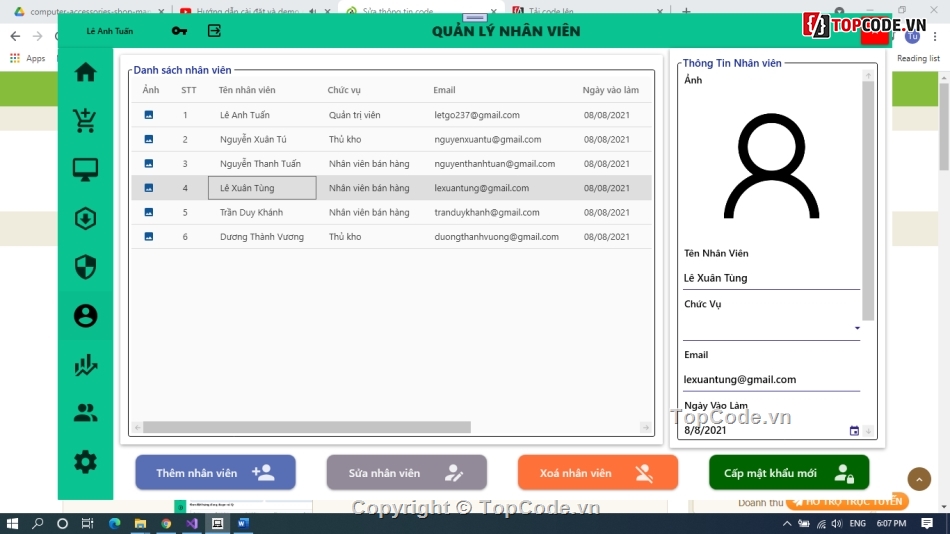 computer-accessories-shop-ma
Hướng dẫn cài đặt và dem
Sửa thông tin code
Tải code lên
TOPCODE.VN
Lê Anh Tuấn
QUẢN LÝ NHÂN VIÊN
Tu
Apps
Reading list
Danh sách nhân viên
Ảnh STT Tên nhân viên Chức vụ Email Ngày vào làm
1 Lê Anh Tuấn Quản trị viên letgo237@gmail.com 08/08/2021
2 Nguyễn Xuân Tú Thủ kho nguyenxuantu@gmail.com 08/08/2021
3 Nguyễn Thanh Tuấn Nhân viên bán hàng nguyenthanhtuan@gmail.com 08/08/2021
4 Lê Xuân Tùng Nhân viên bán hàng lexuantung@gmail.com 08/08/2021
5 Trần Duy Khánh Nhân viên bán hàng tranduykhanh@gmail.com 08/08/2021
6 Dương Thành Vương Thủ kho duongthanhvuong@gmail.com 08/08/2021
Thông Tin Nhân viên
Ảnh
Tên Nhân Viên
Lê Xuân Tùng
Chức Vụ
Email
lexuantung@gmail.com
Ngày Vào Làm
8/8/2021
TopCode.vn
Thêm nhân viên
Sửa nhân viên
Xoá nhân viên
Cấp mật khẩu mới
Doanh thu
HỖ TRỢ TRỰC TUYẾN
Copyright © TopCode.vn
ENG 6:07 PM